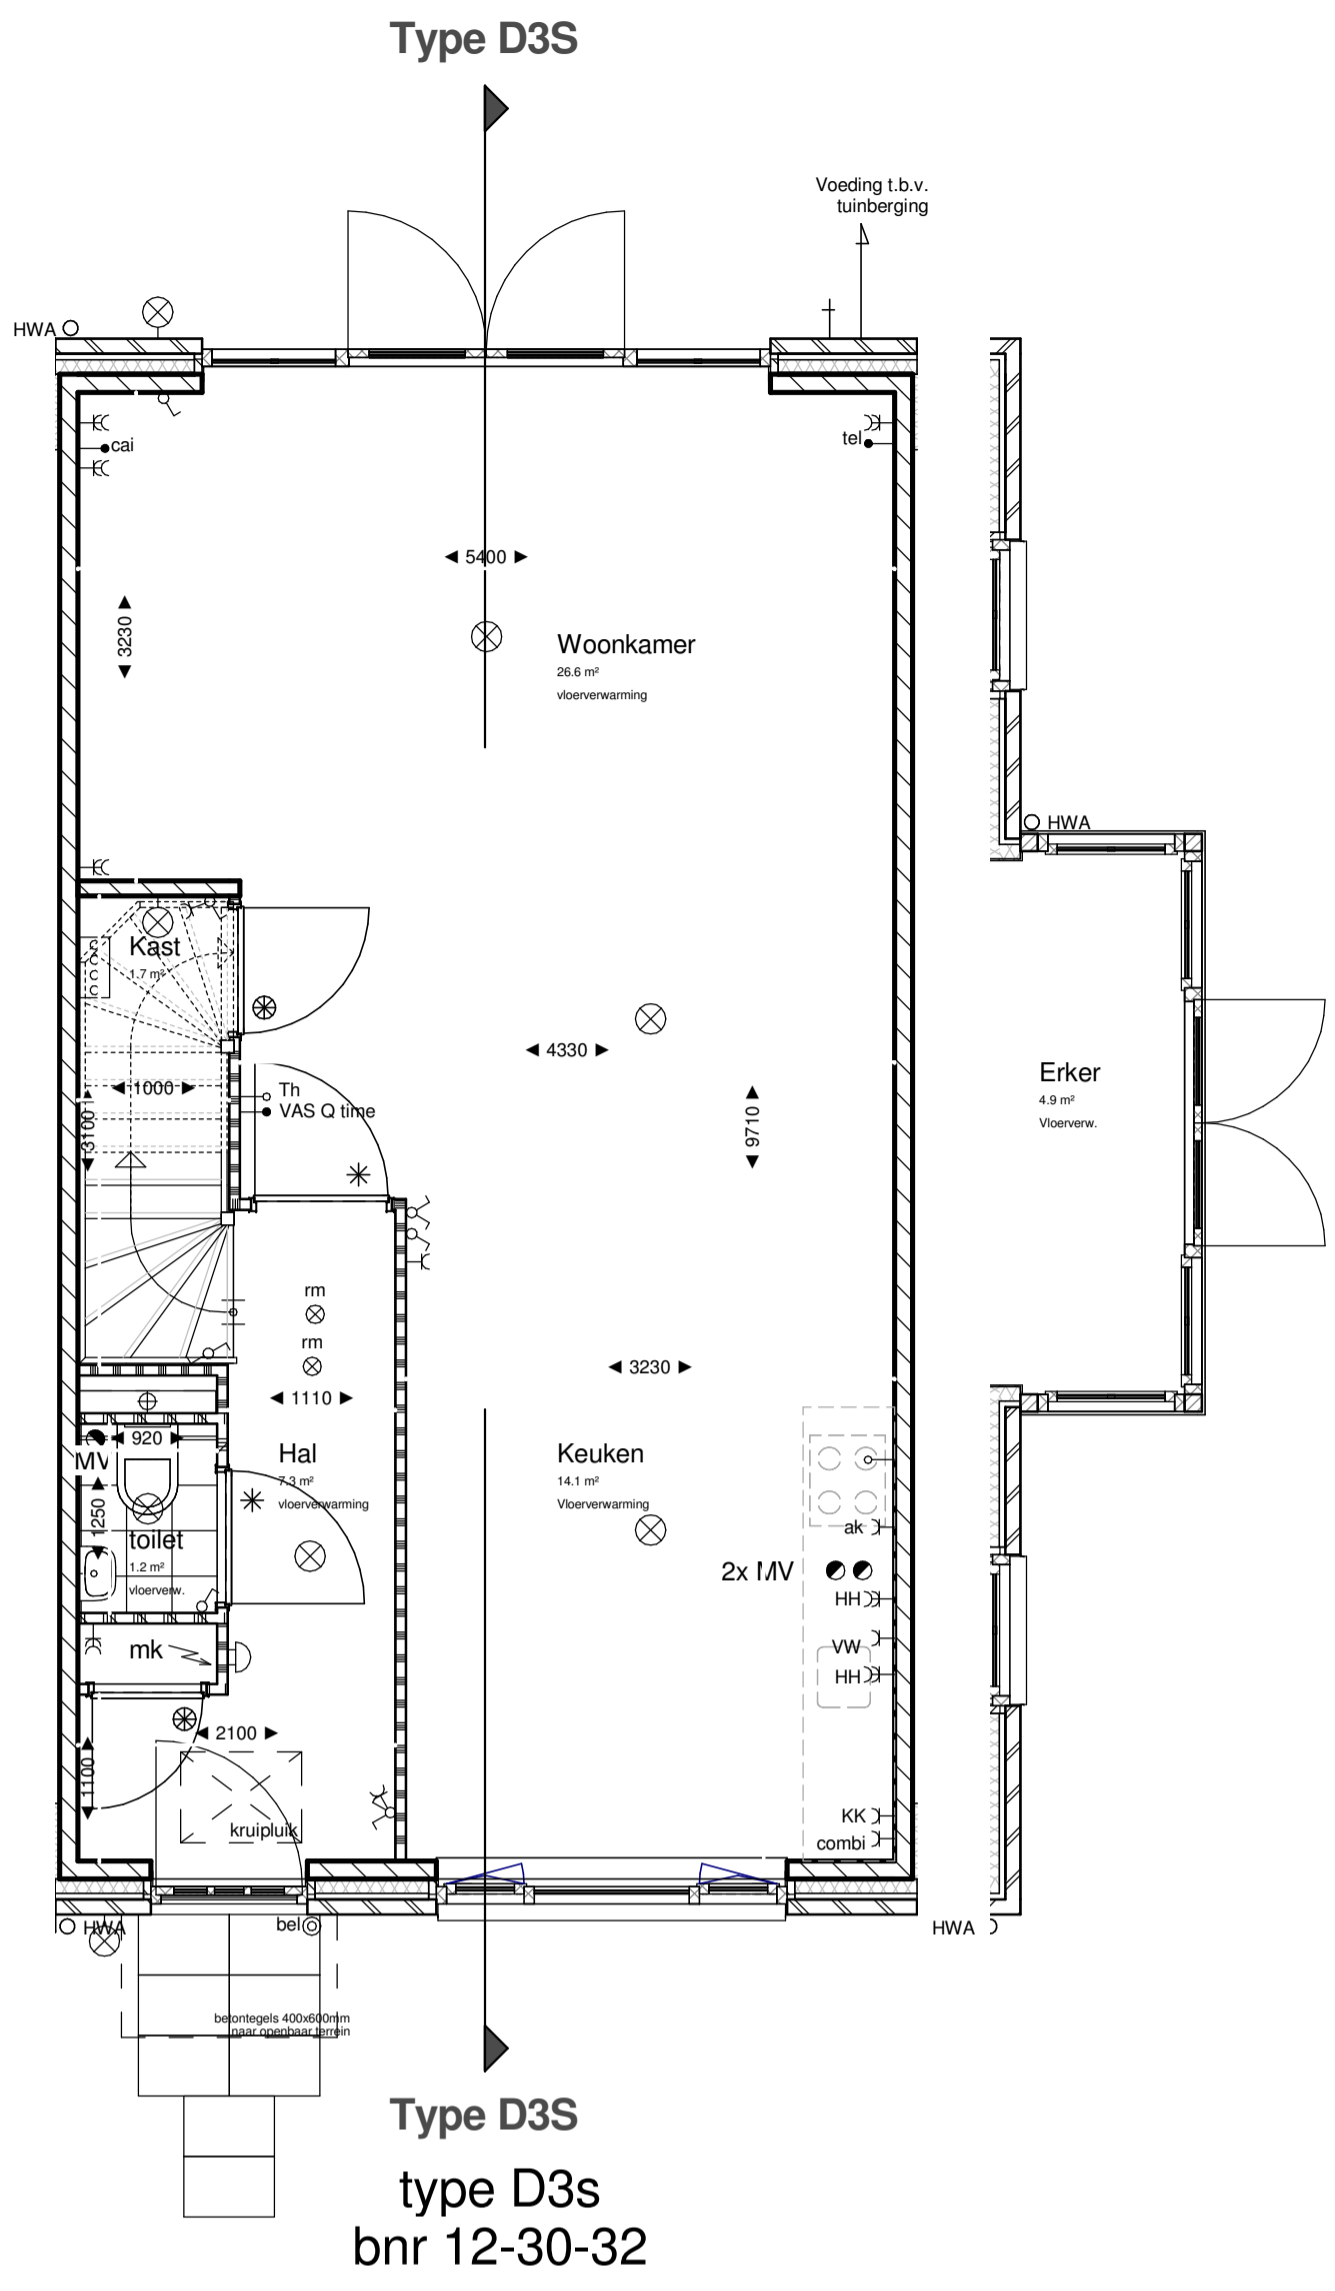 Type D3S
Voeding t.b.v.
tuinberging
HWA
cai
tel
5400
3230
Woonkamer
26.6 m²
vloerverwarming
HWA
Kast
1.7 m²
4330
Erker
4.9 m²
Vloerverw.
1000
3100
Th
VAS Q time
9710
rm
rm
3230
1110
920
MV
Hal
7.3 m²
vloerverwarming
Keuken
14.1 m²
Vloerverwarming
1250
toilet
1.2 m²
vloerverw.
ak
2x MV
HH
VW
HH
mk
2100
1100
kruipluik
KK
combi
HWA
bel
HWA
betontegels 400x600mm
naar openbaar terrein
Type D3S
type D3s
bnr 12-30-32